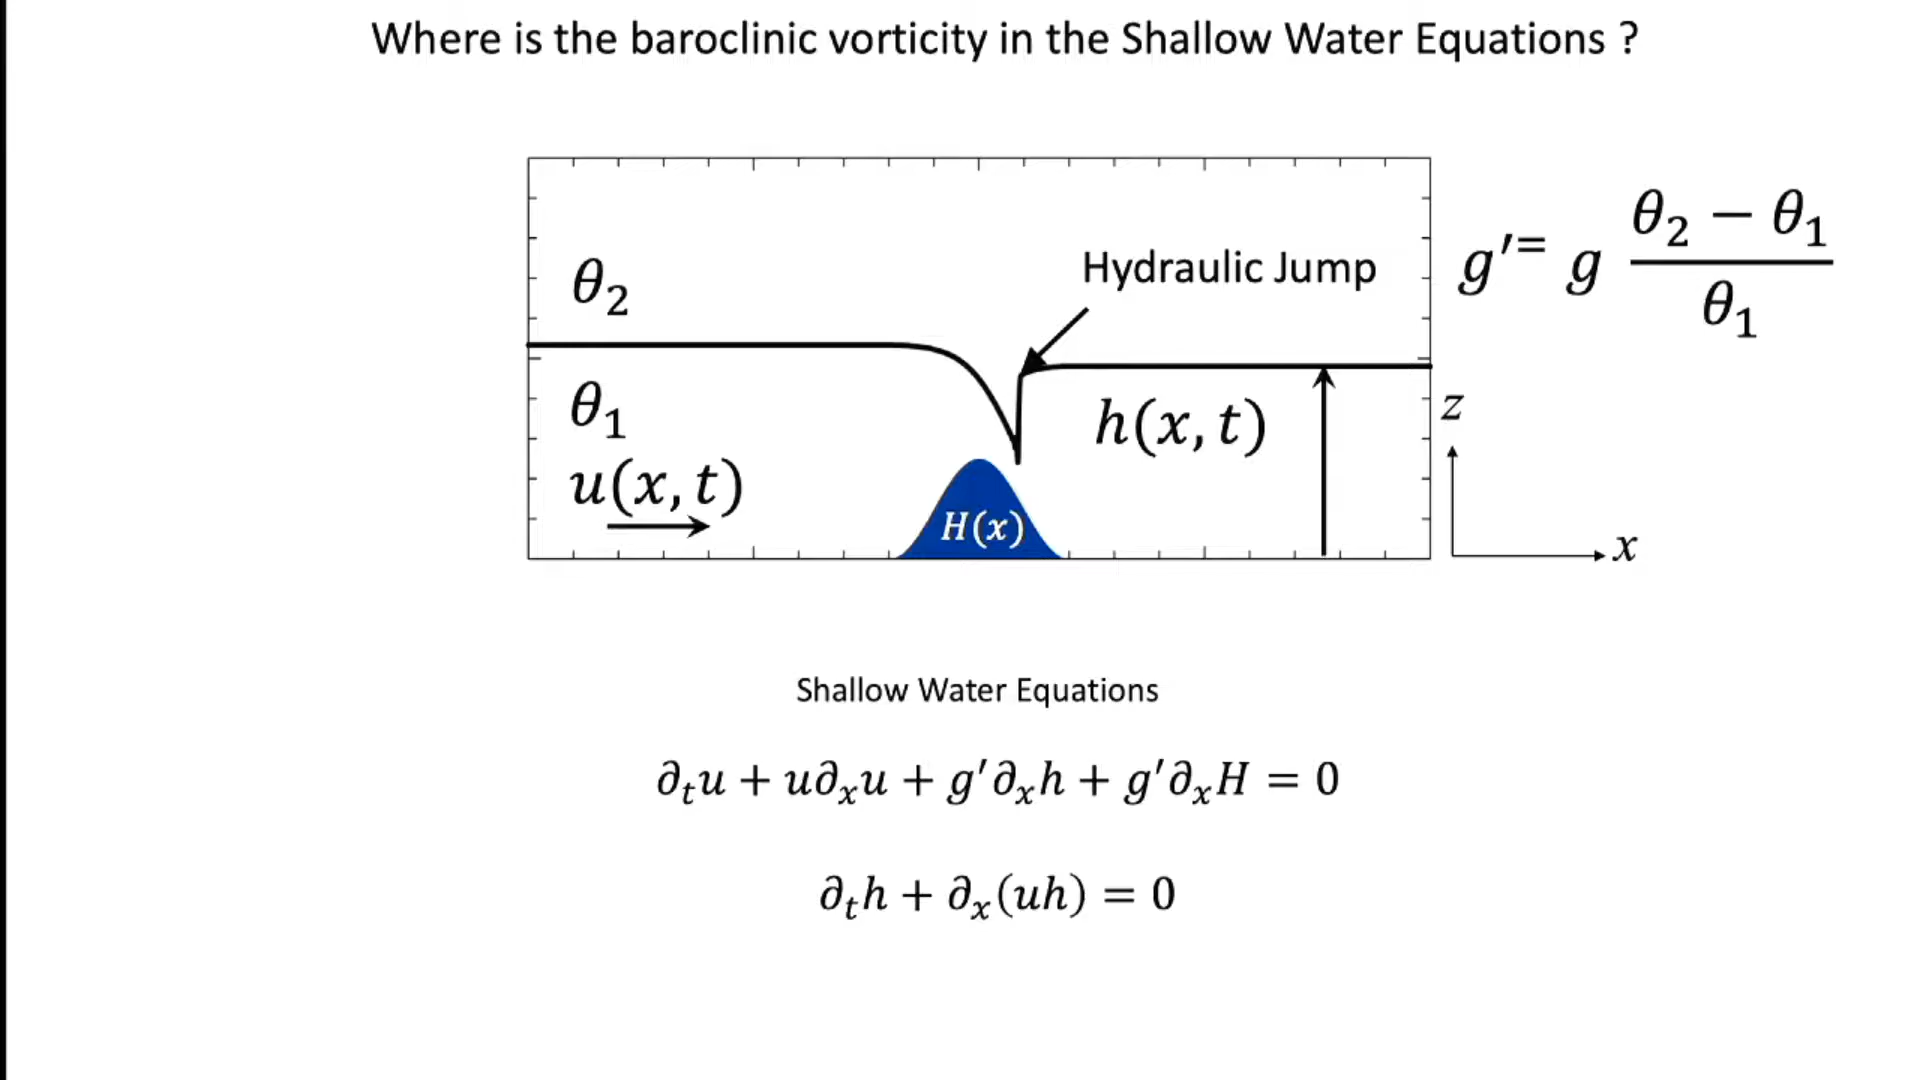 Where is the baroclinic vorticity in the Shallow Water Equations ?
θ₂
Hydraulic Jump
g′= g (θ₂ − θ₁)/θ₁
θ₁
h(x, t)
z
u(x, t)
H(x)
x
Shallow Water Equations
∂ₜu + u∂ₓu + g′∂ₓh + g′∂ₓH = 0
∂ₜh + ∂ₓ(uh) = 0